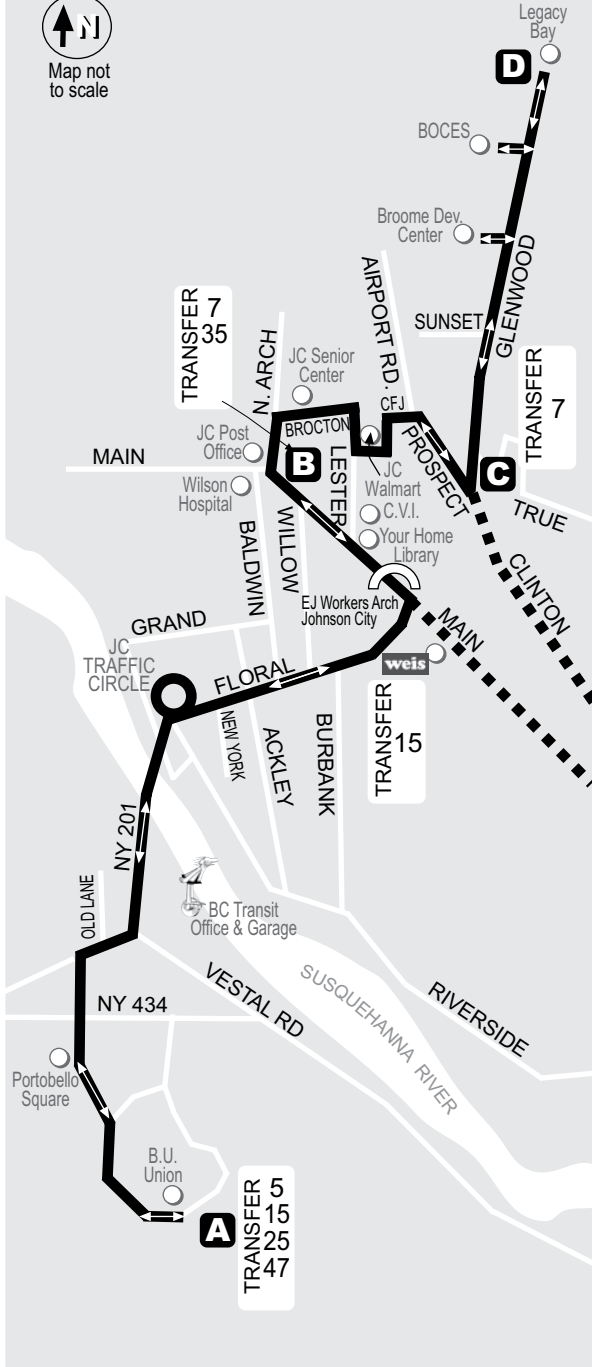 N
Map not
to scale
Legacy
Bay
D
BOCES
Broome Dev.
Center
GLENWOOD
SUNSET
AIRPORT RD.
TRANSFER 7
35
N. ARCH
JC Senior
Center
CFJ
BROCTON
JC Post
Office
B
MAIN
Wilson
Hospital
LESTER
JC
Walmart
PROSPECT
C
TRANSFER
7
TRUE
C.V.I.
Your Home
Library
BALDWIN
WILLOW
CLINTON
EJ Workers Arch
Johnson City
MAIN
GRAND
JC
TRAFFIC
CIRCLE
FLORAL
weis
TRANSFER
15
NEW YORK
ACKLEY
BURBANK
NY 201
OLD LANE
BC Transit
Office & Garage
VESTAL RD
SUSQUEHANNA RIVER
RIVERSIDE
NY 434
Portobello
Square
B.U.
Union
A
TRANSFER 5
15
25
47